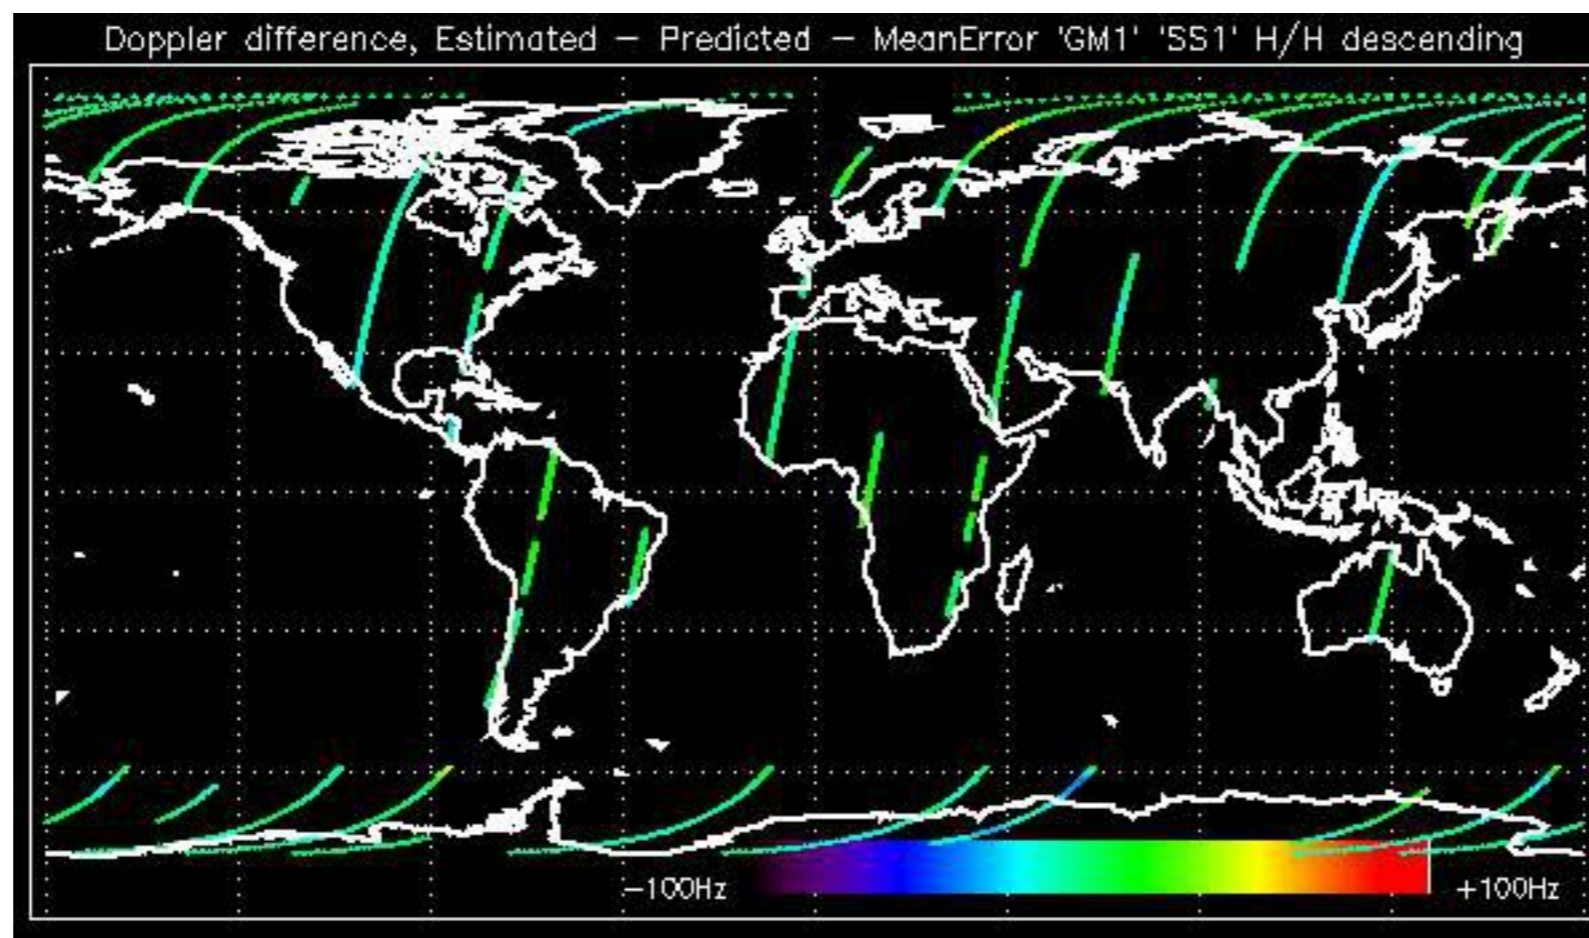 Doppler difference, Estimated – Predicted – MeanError 'GM1' 'SS1' H/H descending
–100Hz +100Hz